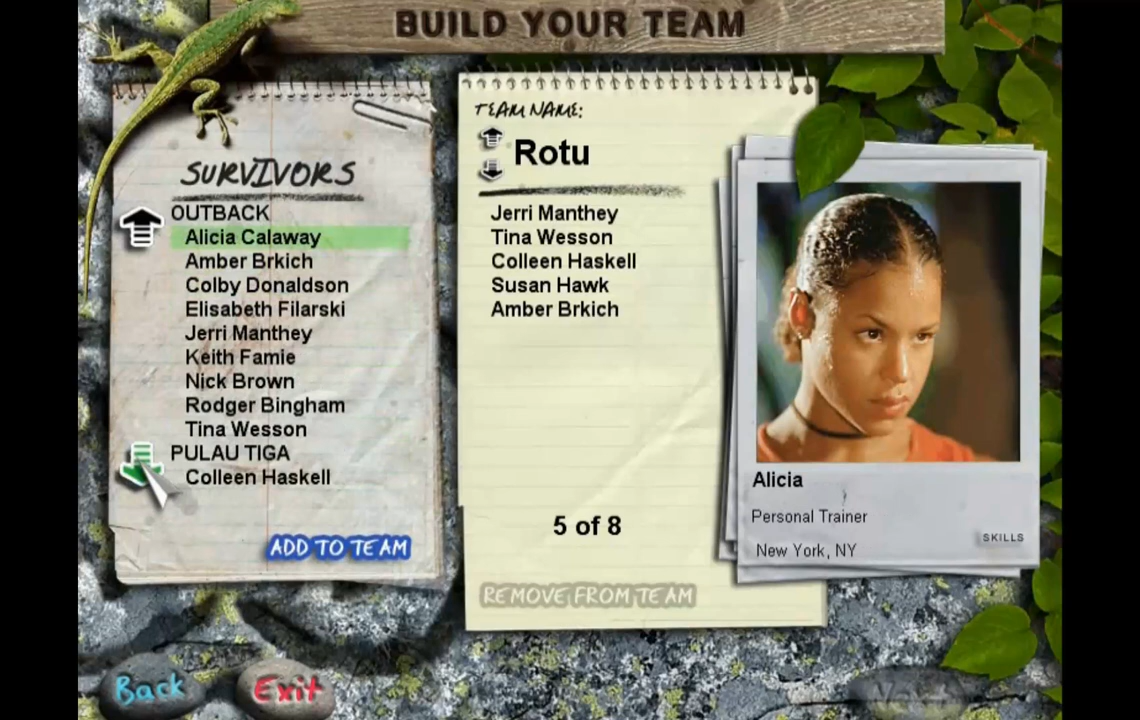 BUILD YOUR TEAM
SURVIVORS
OUTBACK
Alicia Calaway
Amber Brkich
Colby Donaldson
Elisabeth Filarski
Jerri Manthey
Keith Famie
Nick Brown
Rodger Bingham
Tina Wesson
PULAU TIGA
Colleen Haskell
ADD TO TEAM
TEAM NAME:
Rotu
Jerri Manthey
Tina Wesson
Colleen Haskell
Susan Hawk
Amber Brkich
5 of 8
REMOVE FROM TEAM
Alicia
Personal Trainer
New York, NY
SKILLS
Back
Exit